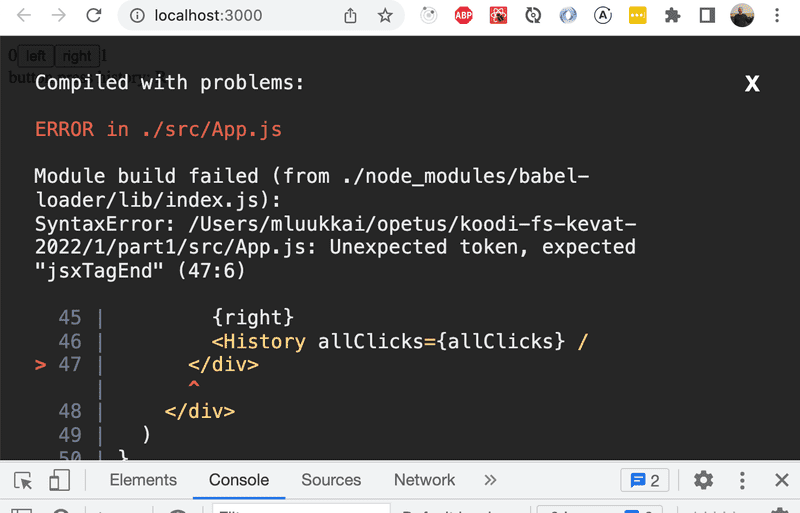 localhost:3000
ABP
A
0 left right 1
Compiled with problems:
X
ERROR in ./src/App.js
Module build failed (from ./node_modules/babel-
loader/lib/index.js):
SyntaxError: /Users/mluukkai/opetus/koodi-fs-kevat-
2022/1/part1/src/App.js: Unexpected token, expected
"jsxTagEnd" (47:6)
45 | {right}
46 | <History allClicks={allClicks} /
> 47 | </div>
| ^
48 | </div>
49 | )
50 | }
Elements Console Sources Network » 2